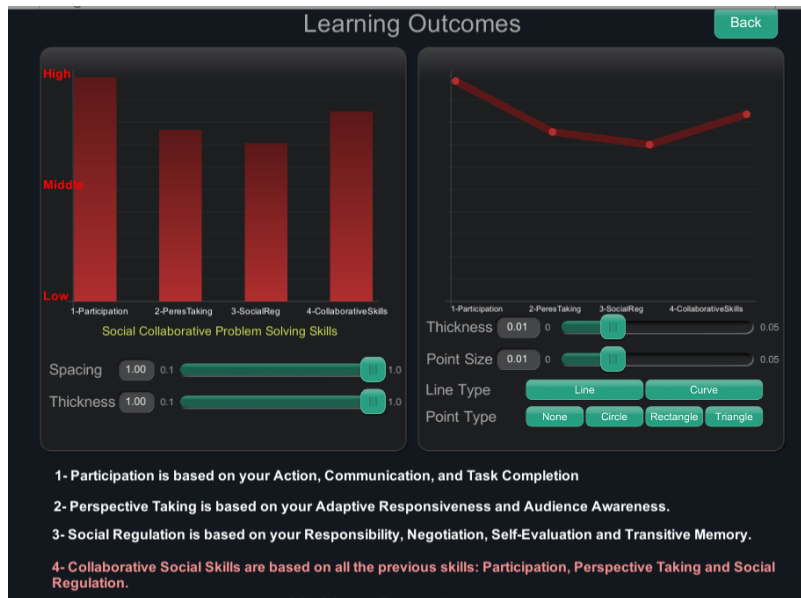 Learning Outcomes
Back
High
Middle
Low
1-Participation 2-PeresTaking 3-SocialReg 4-CollaborativeSkills
Social Collaborative Problem Solving Skills
Spacing 1.00 0.1 1.0
Thickness 1.00 0.1 1.0
1-Participation 2-PeresTaking 3-SocialReg 4-CollaborativeSkills
Thickness 0.01 0 0.05
Point Size 0.01 0 0.05
Line Type Line Curve
Point Type None Circle Rectangle Triangle
1- Participation is based on your Action, Communication, and Task Completion
2- Perspective Taking is based on your Adaptive Responsiveness and Audience Awareness.
3- Social Regulation is based on your Responsibility, Negotiation, Self-Evaluation and Transitive Memory.
4- Collaborative Social Skills are based on all the previous skills: Participation, Perspective Taking and Social
Regulation.